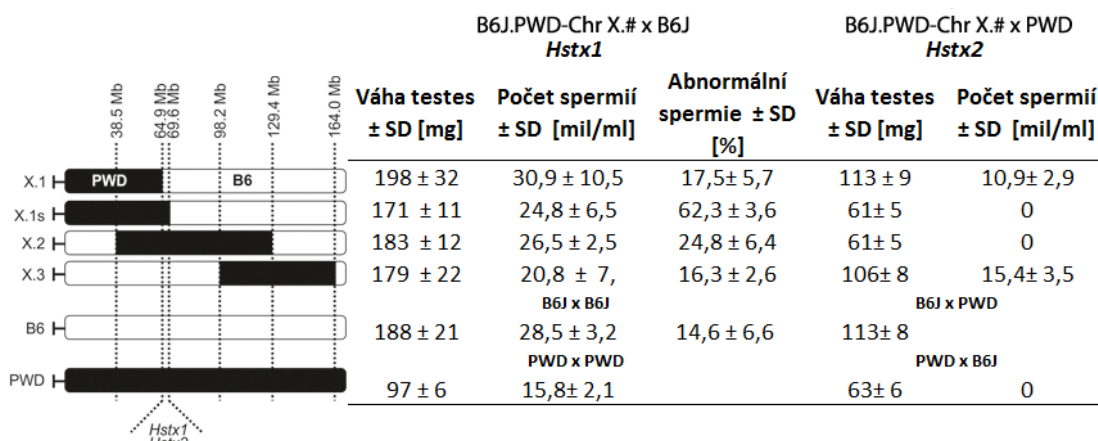 B6J.PWD-Chr X.# x B6J B6J.PWD-Chr X.# x PWD
Hstx1 Hstx2
Váha testes ± SD [mg] Počet spermií ± SD [mil/ml] Abnormální spermie ± SD [%] Váha testes ± SD [mg] Počet spermií ± SD [mil/ml]
38.5 Mb 64.9 Mb 69.6 Mb 98.2 Mb 129.4 Mb 164.0 Mb
X.1 PWD B6 198 ± 32 30,9 ± 10,5 17,5± 5,7 113 ± 9 10,9± 2,9
X.1s 171 ± 11 24,8 ± 6,5 62,3 ± 3,6 61± 5 0
X.2 183 ± 12 26,5 ± 2,5 24,8 ± 6,4 61± 5 0
X.3 179 ± 22 20,8 ± 7, 16,3 ± 2,6 106± 8 15,4± 3,5
B6J x B6J B6J x PWD
B6 188 ± 21 28,5 ± 3,2 14,6 ± 6,6 113± 8
PWD x PWD PWD x B6J
PWD 97 ± 6 15,8± 2,1 63± 6 0
Hstx1
Hstx2